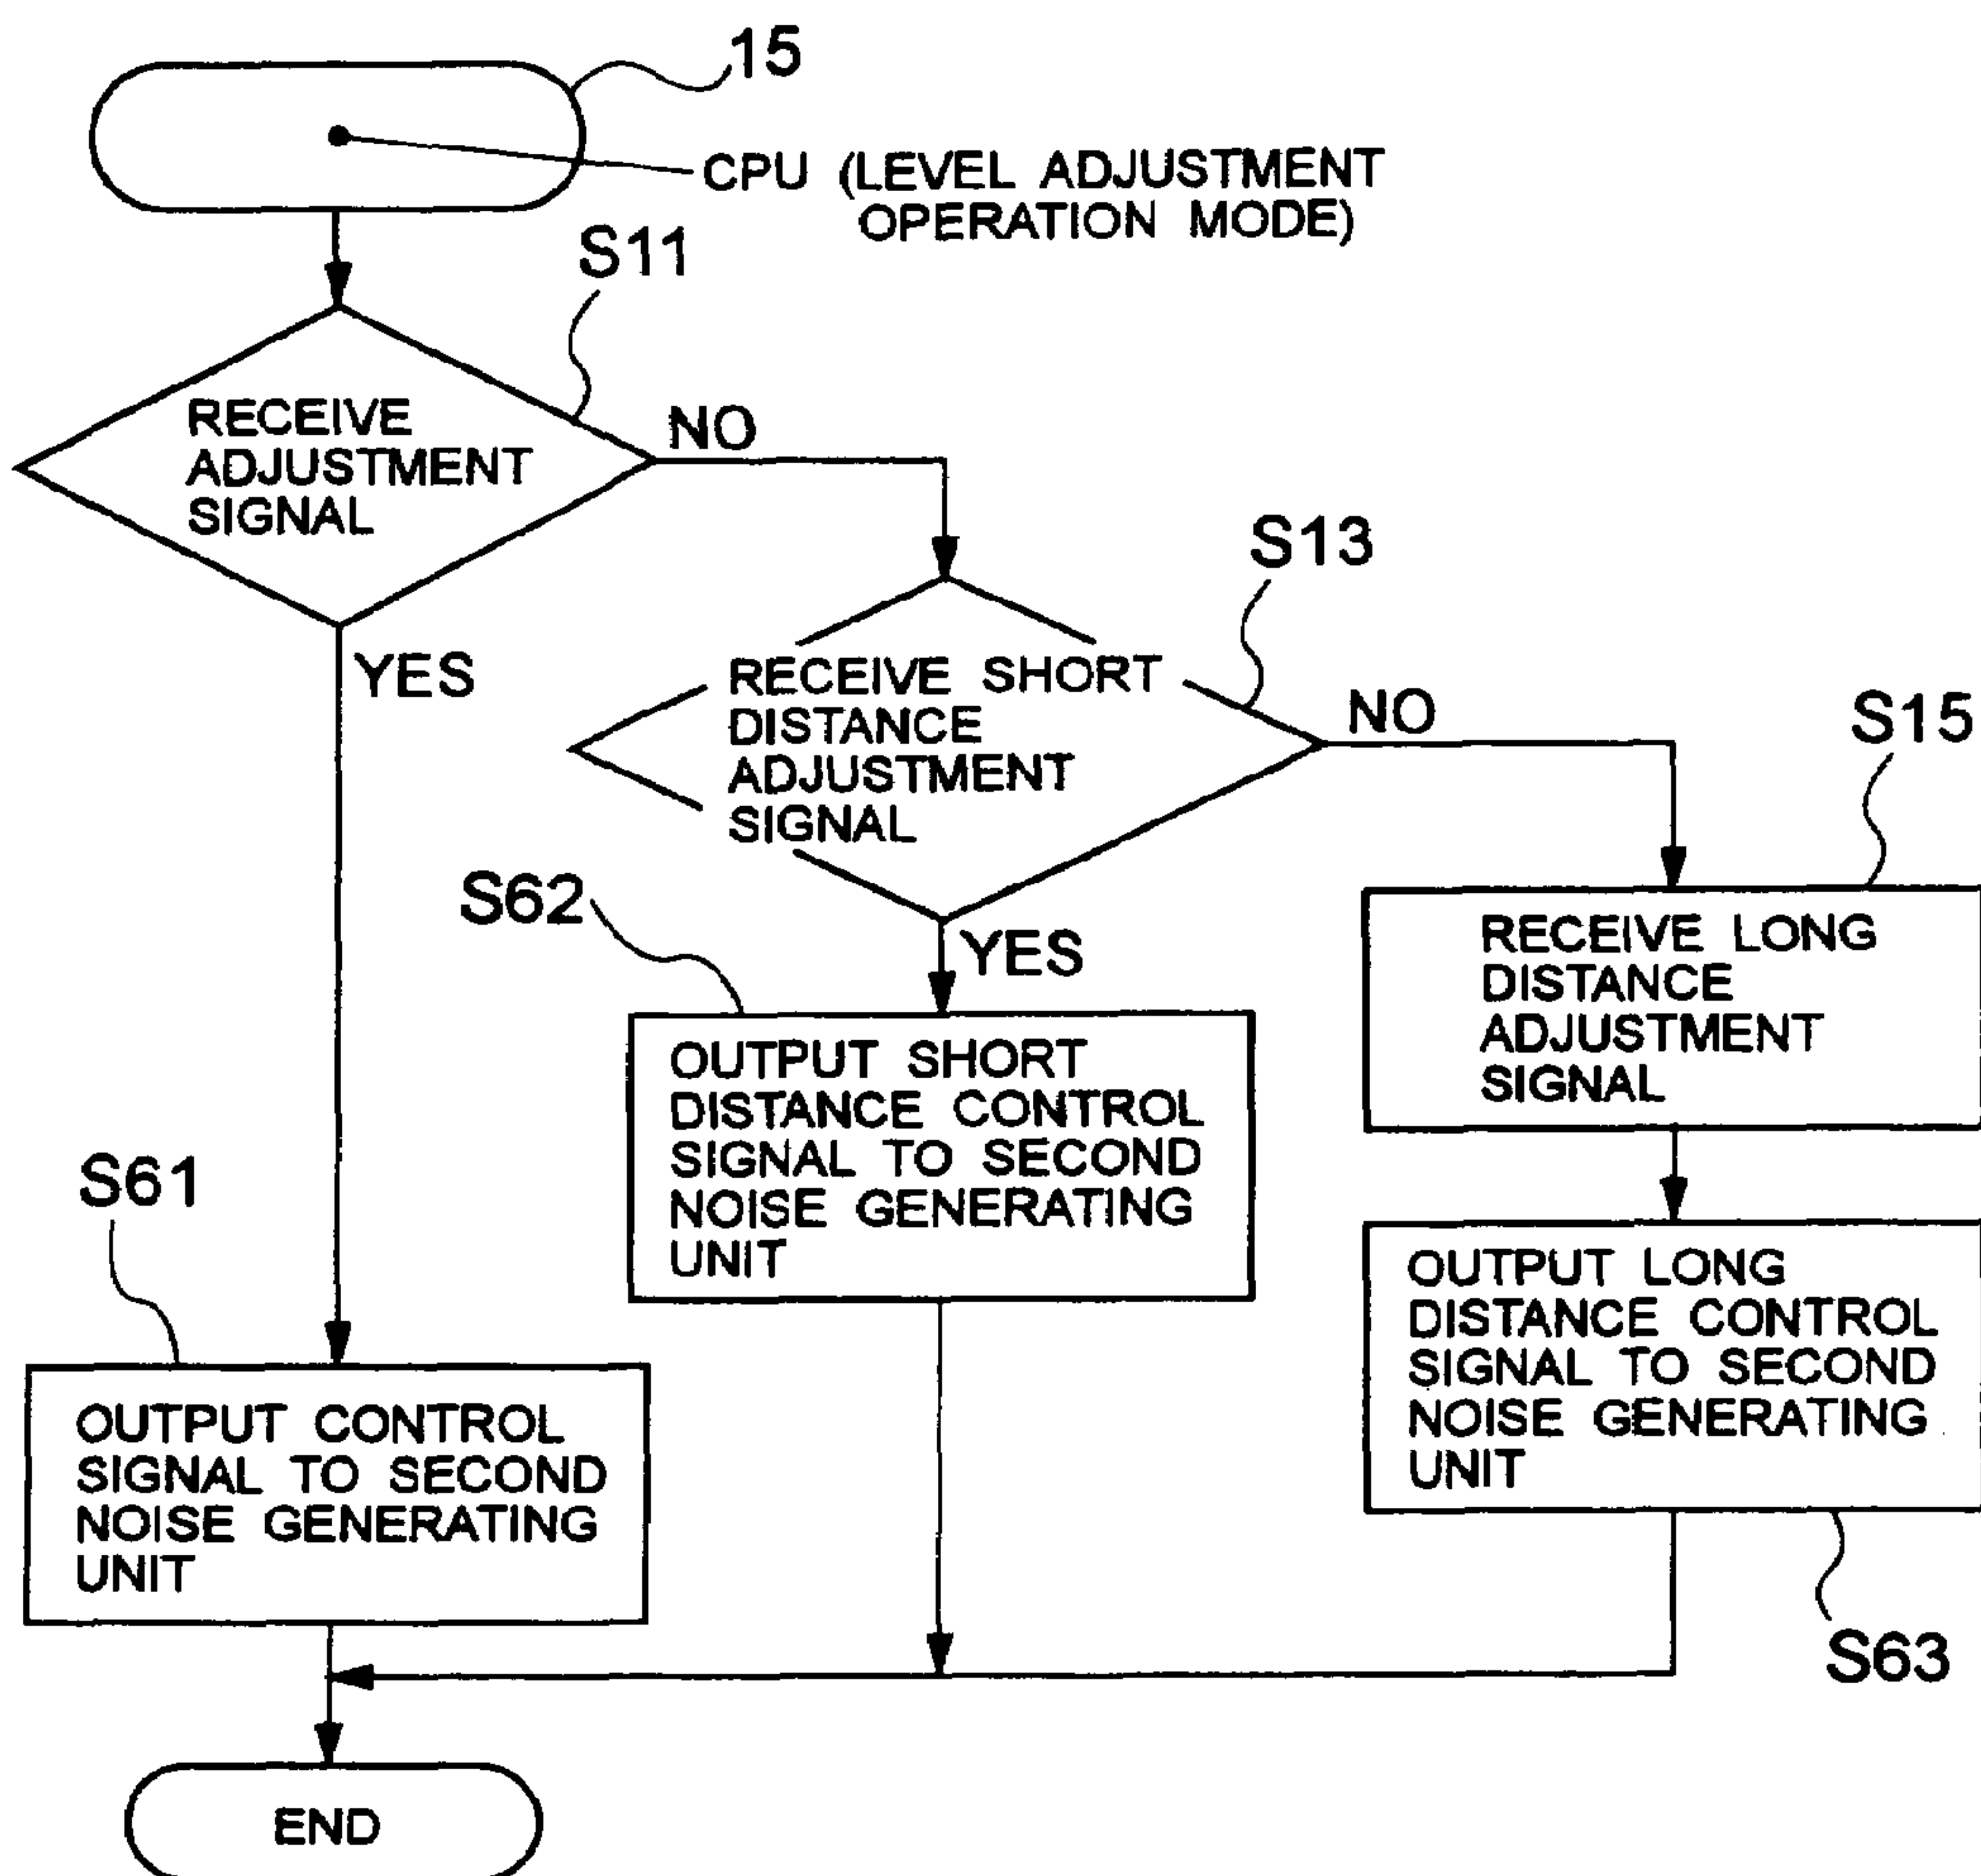 15
CPU (LEVEL ADJUSTMENT
OPERATION MODE)
S11
RECEIVE
ADJUSTMENT
SIGNAL
NO
YES
S13
RECEIVE SHORT
DISTANCE
ADJUSTMENT
SIGNAL
NO
YES
S15
RECEIVE LONG
DISTANCE
ADJUSTMENT
SIGNAL
S62
OUTPUT SHORT
DISTANCE CONTROL
SIGNAL TO SECOND
NOISE GENERATING
UNIT
S61
OUTPUT CONTROL
SIGNAL TO SECOND
NOISE GENERATING
UNIT
OUTPUT LONG
DISTANCE CONTROL
SIGNAL TO SECOND
NOISE GENERATING
UNIT
S63
END